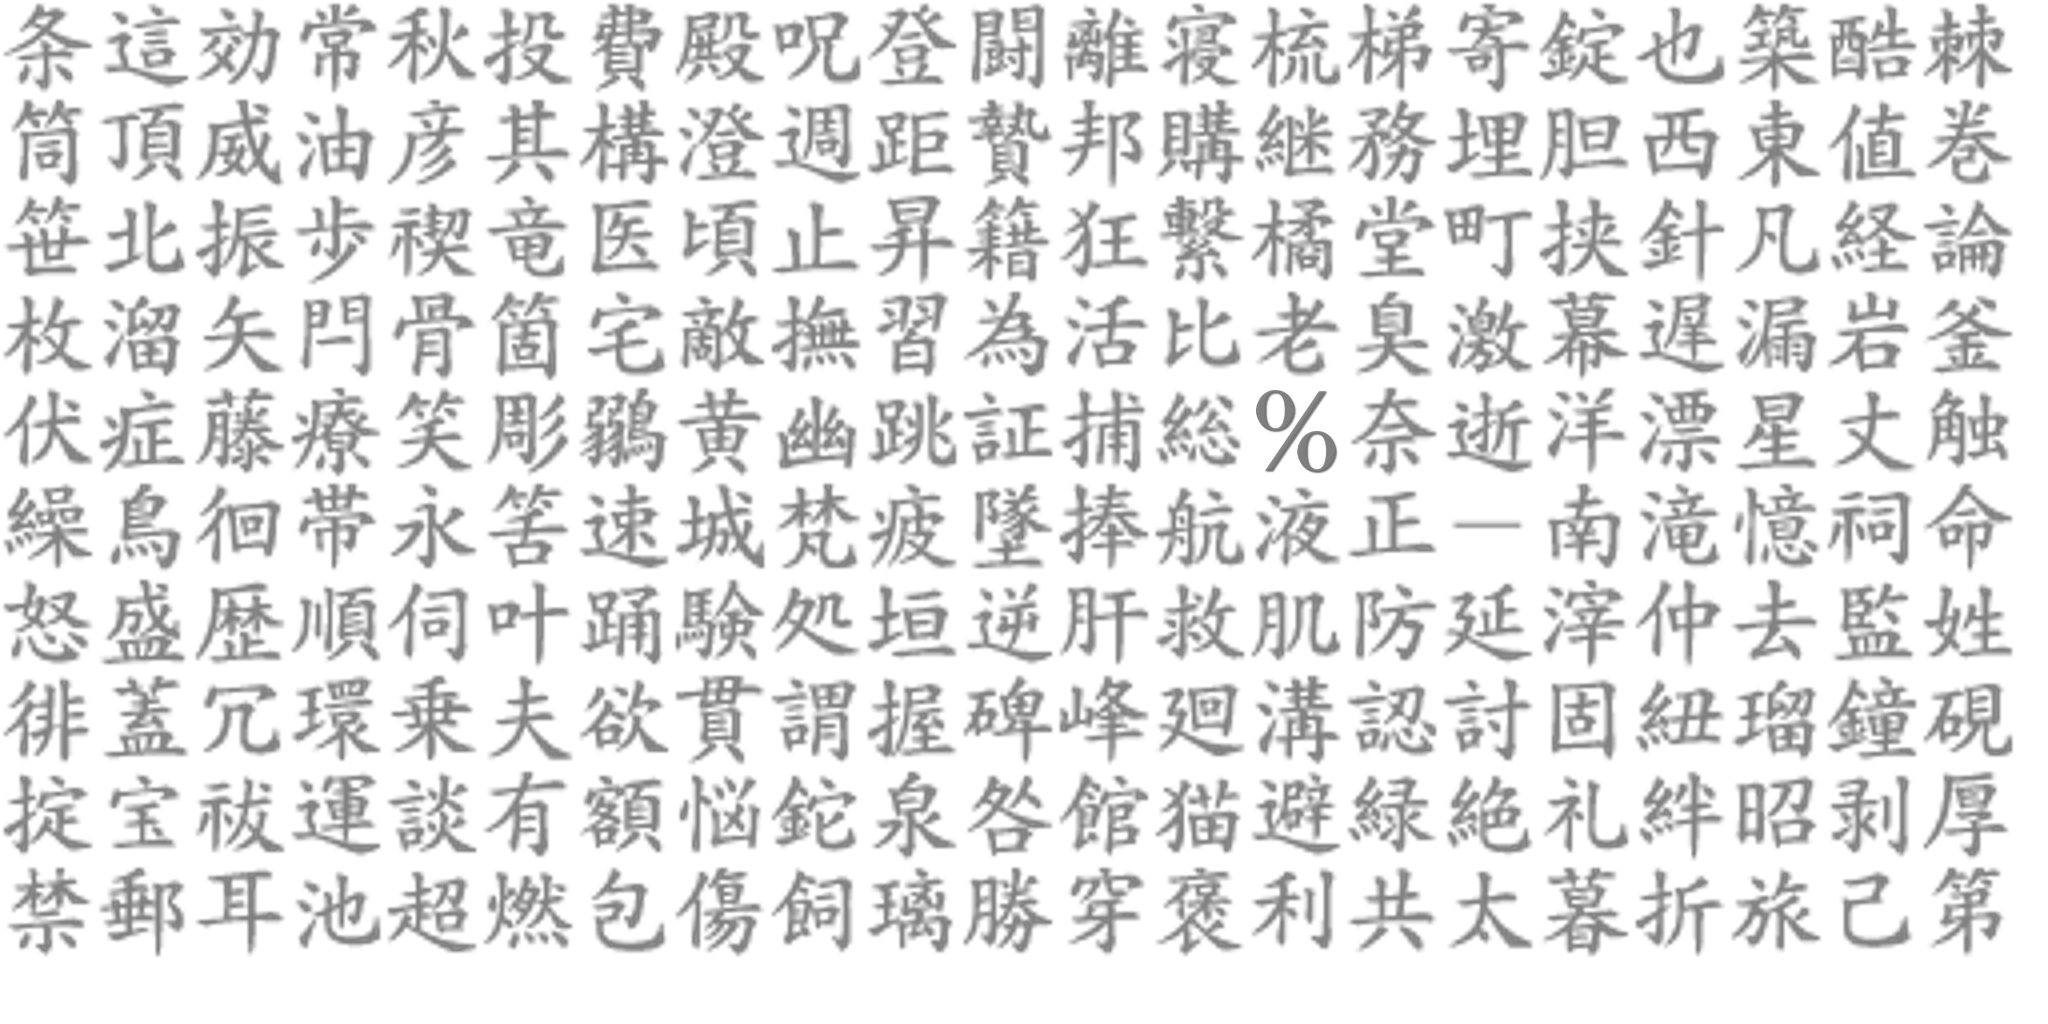 条這効常秋投費殿呪登闘離寝梳梯寄錠也築酷棘
筒頂威油彦其構澄週距贄邦購継務埋胆西東値巻
笹北振歩禊竜医頃止昇籍狂繋橘堂町挟針凡経論
枚溜矢閂骨箇宅敵撫習為活比老臭激幕遅漏岩釜
伏症藤療笑彫鶸黄幽跳証捕総%奈逝洋漂星丈触
繰鳥徊帯永筈速城梵疲墜捧航液正―南滝憶祠命
怒盛歴順伺叶踊験処垣逆肝救肌防延滓仲去監姓
徘蓋冗環乗夫欲貫謂握碑峰廻溝認討固紐瑠鐘硯
掟宝祓運談有額悩鉈泉咎館猫避緑絶礼絆昭剥厚
禁郵耳池超燃包傷飼璃勝穿褒利共太暮折旅己第